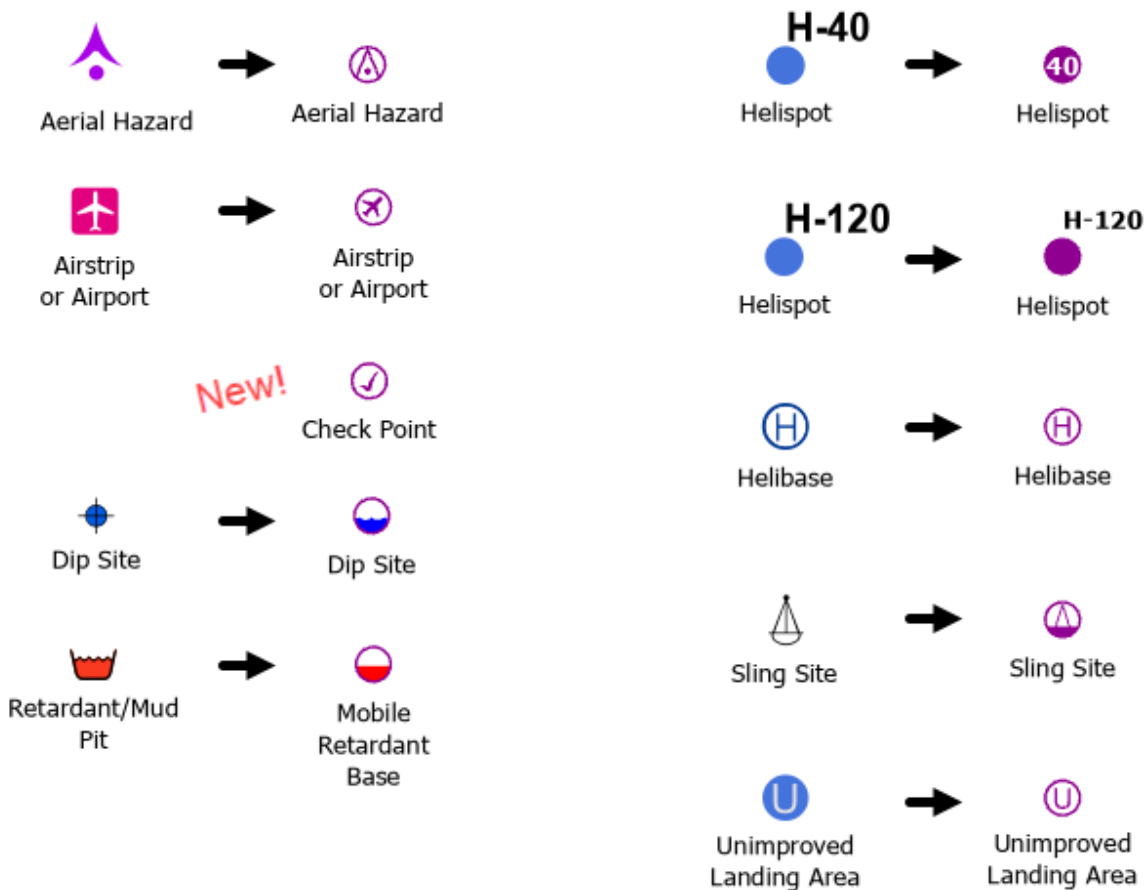 Aerial Hazard
Aerial Hazard
Airstrip
or Airport
Airstrip
or Airport
New!
Check Point
Dip Site
Dip Site
Retardant/Mud
Pit
Mobile
Retardant
Base
H-40
Helispot
40
Helispot
H-120
Helispot
H-120
Helispot
H
Helibase
H
Helibase
Sling Site
Sling Site
U
Unimproved
Landing Area
U
Unimproved
Landing Area